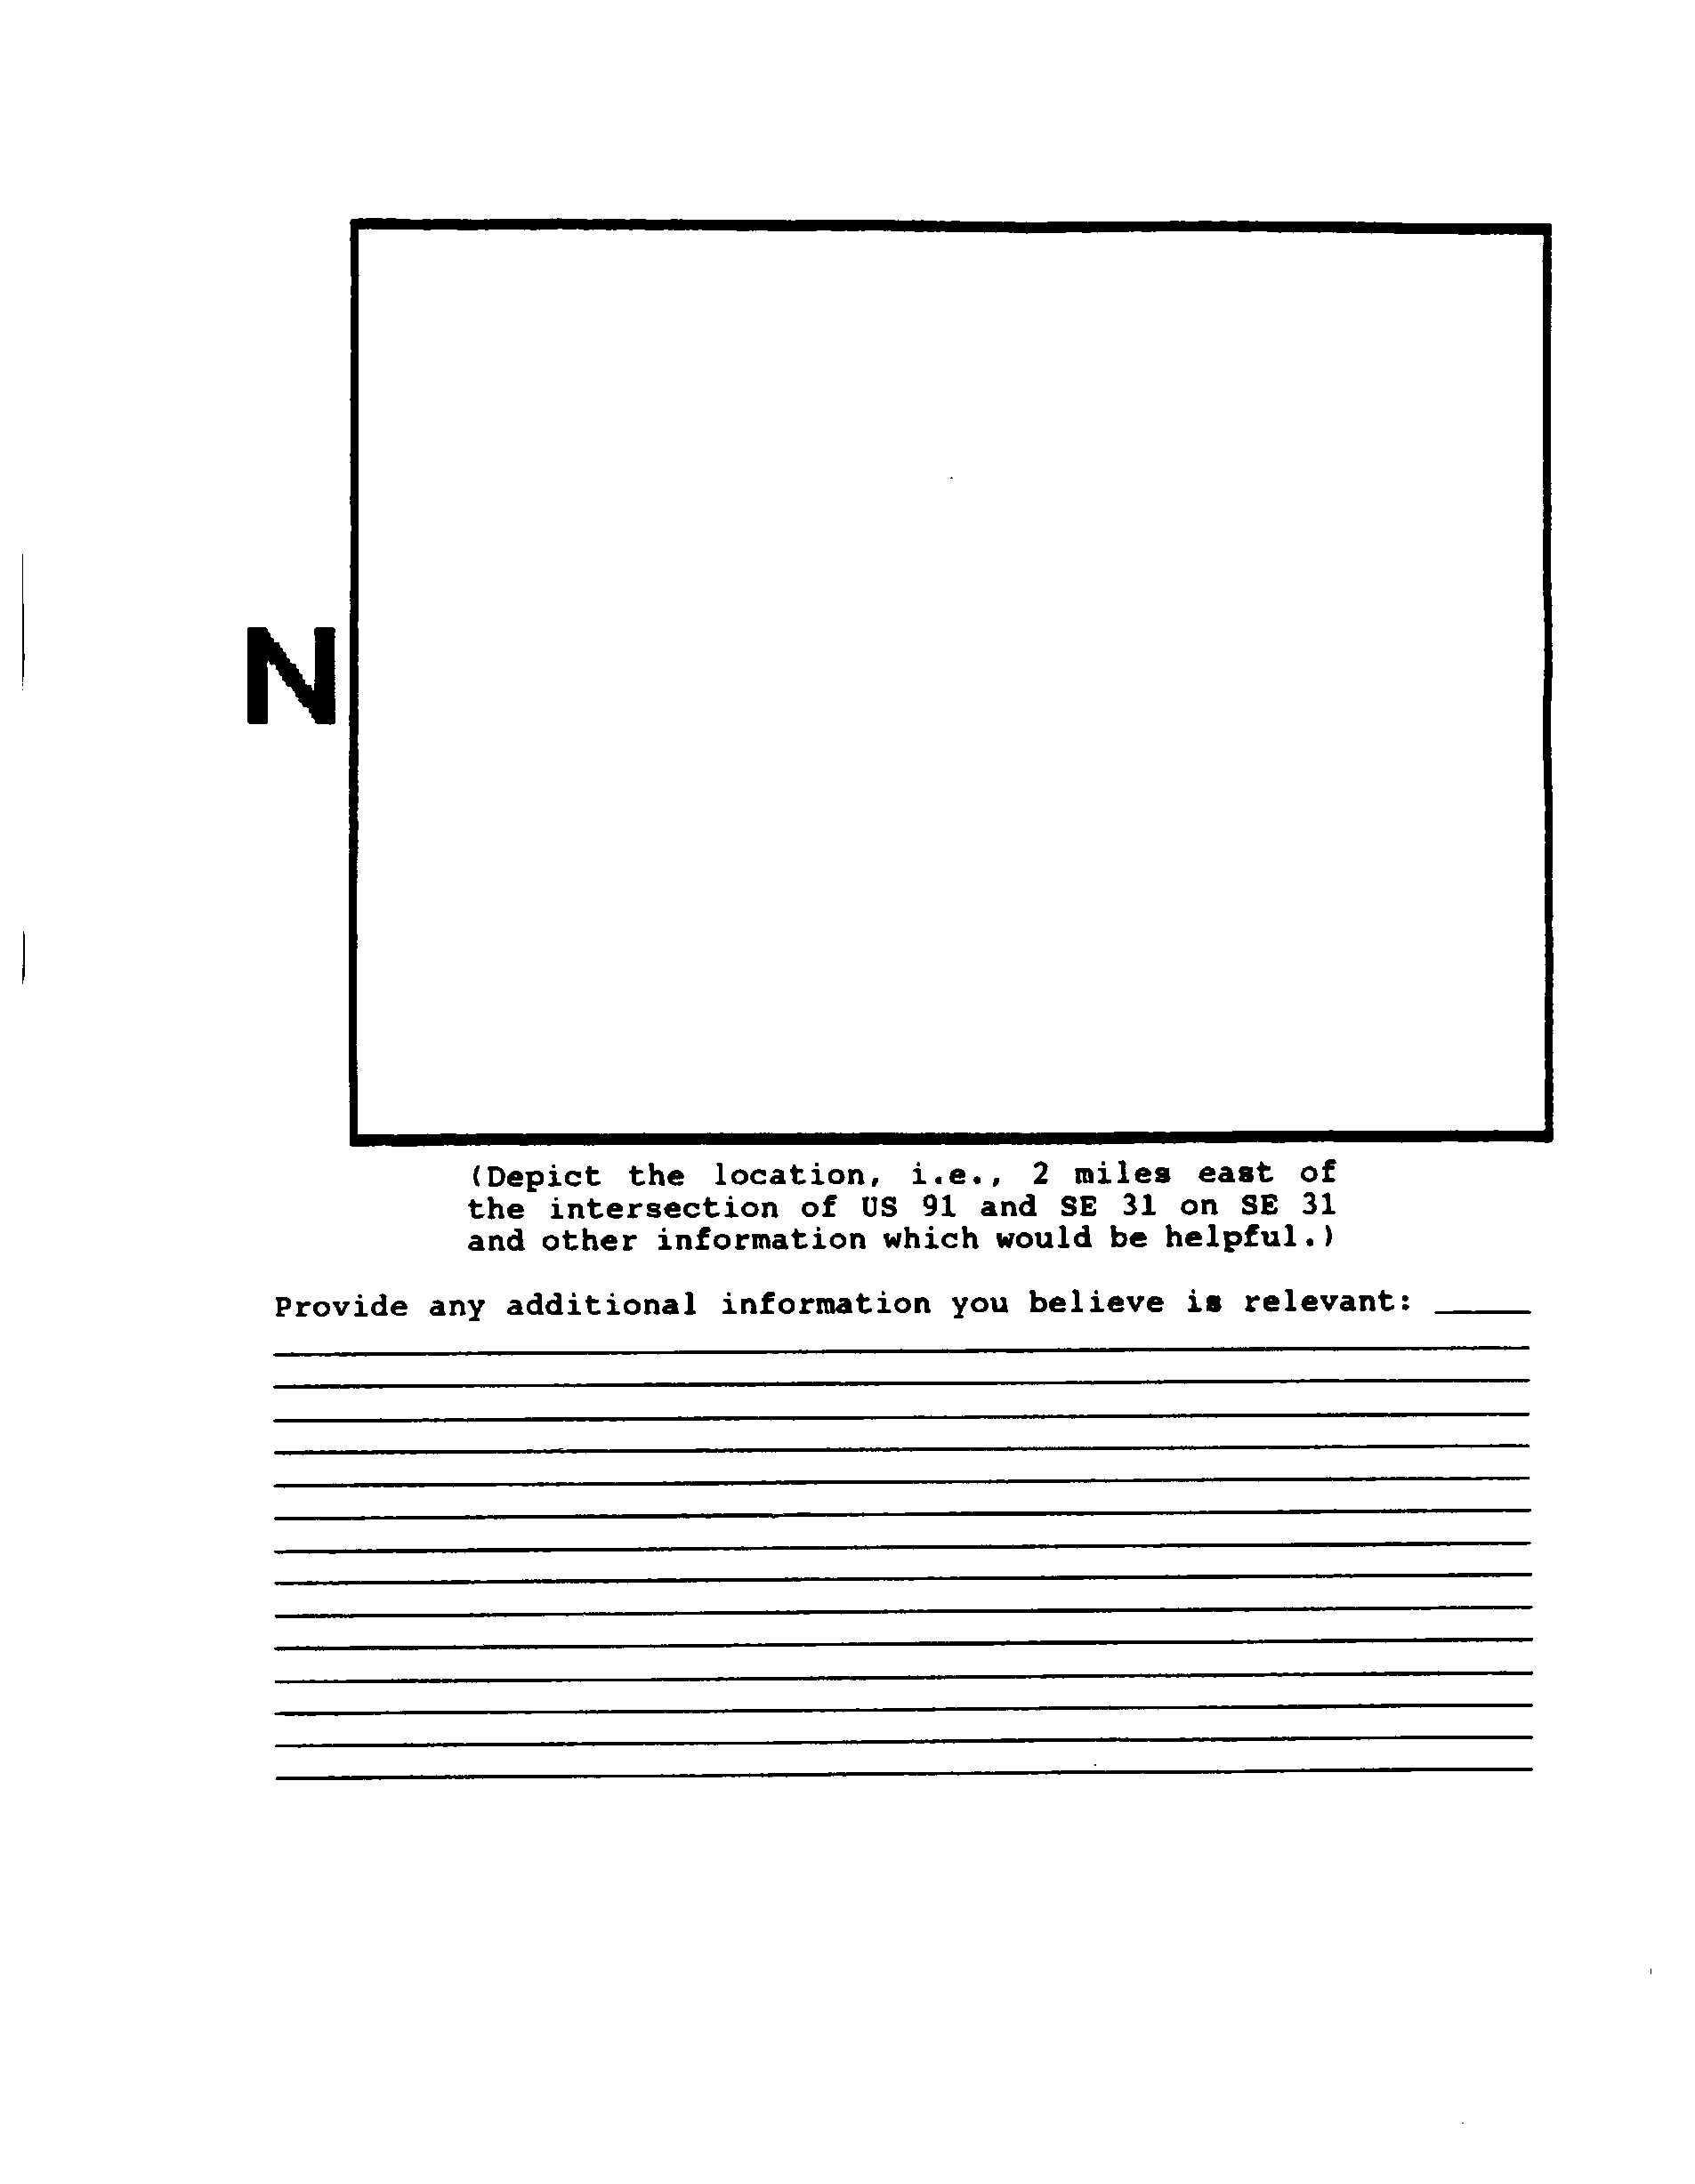 N
(Depict the location, i.e., 2 miles east of
the intersection of US 91 and SE 31 on SE 31
and other information which would be helpful.)
Provide any additional information you believe is relevant: